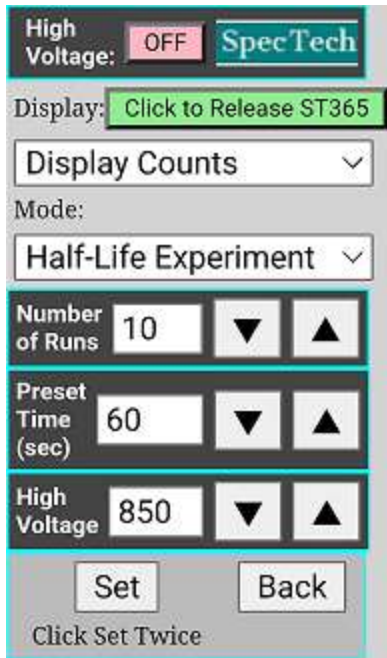 High
Voltage: OFF SpecTech
Display: Click to Release ST365
Display Counts
Mode:
Half-Life Experiment
Number
of Runs 10 ▼ ▲
Preset
Time
(sec) 60 ▼ ▲
High
Voltage 850 ▼ ▲
Set Back
Click Set Twice